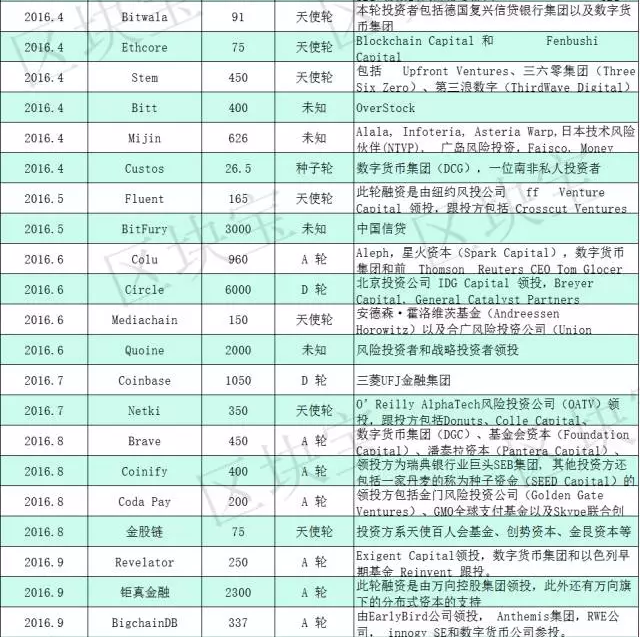 2016.4 Bitwala 91 天使轮 本轮投资者包括德国复兴信贷银行集团以及数字货
币集团
2016.4 Ethcore 75 天使轮 Blockchain Capital 和 Fenbushi
Capital
2016.4 Stem 450 天使轮 包括 Upfront Ventures、三六零集团（Three
Six Zero）、第三浪数字（ThirdWave Digital）
2016.4 Bitt 400 未知 OverStock
2016.4 Mijin 626 未知 Alala, Infoteria, Asteria Warp,日本技术风险
伙伴(NTVP), 广岛风险投资, Faisco, Money
2016.4 Custos 26.5 种子轮 数字货币集团（DCG），一位南非私人投资者
2016.5 Fluent 165 天使轮 此轮融资是由纽约风投公司 ff Venture
Capital 领投，跟投方包括 Crosscut Ventures
2016.5 BitFury 3000 未知 中国信贷
2016.6 Colu 960 A 轮 Aleph，星火资本（Spark Capital），数字货币
集团和前 Thomson Reuters CEO Tom Glocer
2016.6 Circle 6000 D 轮 北京投资公司 IDG Capital 领投，Breyer
Capital、General Catalyst Partners
2016.6 Mediachain 150 天使轮 安德森·霍洛维茨基金（Andreessen
Horowitz）以及合广风险投资公司（Union
2016.6 Quoine 2000 未知 风险投资者和战略投资者领投
2016.7 Coinbase 1050 D 轮 三菱UFJ金融集团
2016.7 Netki 350 天使轮 O’Reilly AlphaTech风险投资公司（OATV）领
投，跟投方包括Donuts、Colle Capital、
2016.8 Brave 450 A 轮 数字货币集团（DGC）、基金会资本（Foundation
Capital）、潘泰拉资本（Pantera Capital）、
2016.8 Coinify 400 A 轮 领投方为瑞典银行业巨头SEB集团，其他投资方还
包括一家丹麦的称为种子资金（SEED Capital）的
2016.8 Coda Pay 200 A 轮 领投方包括金门风险投资公司（Golden Gate
Ventures）、GMO全球支付基金以及Skype联合创
2016.8 金股链 75 天使轮 投资方系天使百人会基金、创势资本、金艮资本等
2016.9 Revelator 250 A 轮 Exigent Capital领投，数字货币集团和以色列早
期基金 Reinvent 跟投。
2016.9 钜真金融 2300 A 轮 此轮融资是由万向控股集团领投，此外还有万向旗
下的分布式资本的支持
2016.9 BigchainDB 337 A 轮 由EarlyBird公司领投， Anthemis集团，RWE公
司， innogy SE和数字货币公司参投。
区块宝
区块宝
区块宝
区块宝